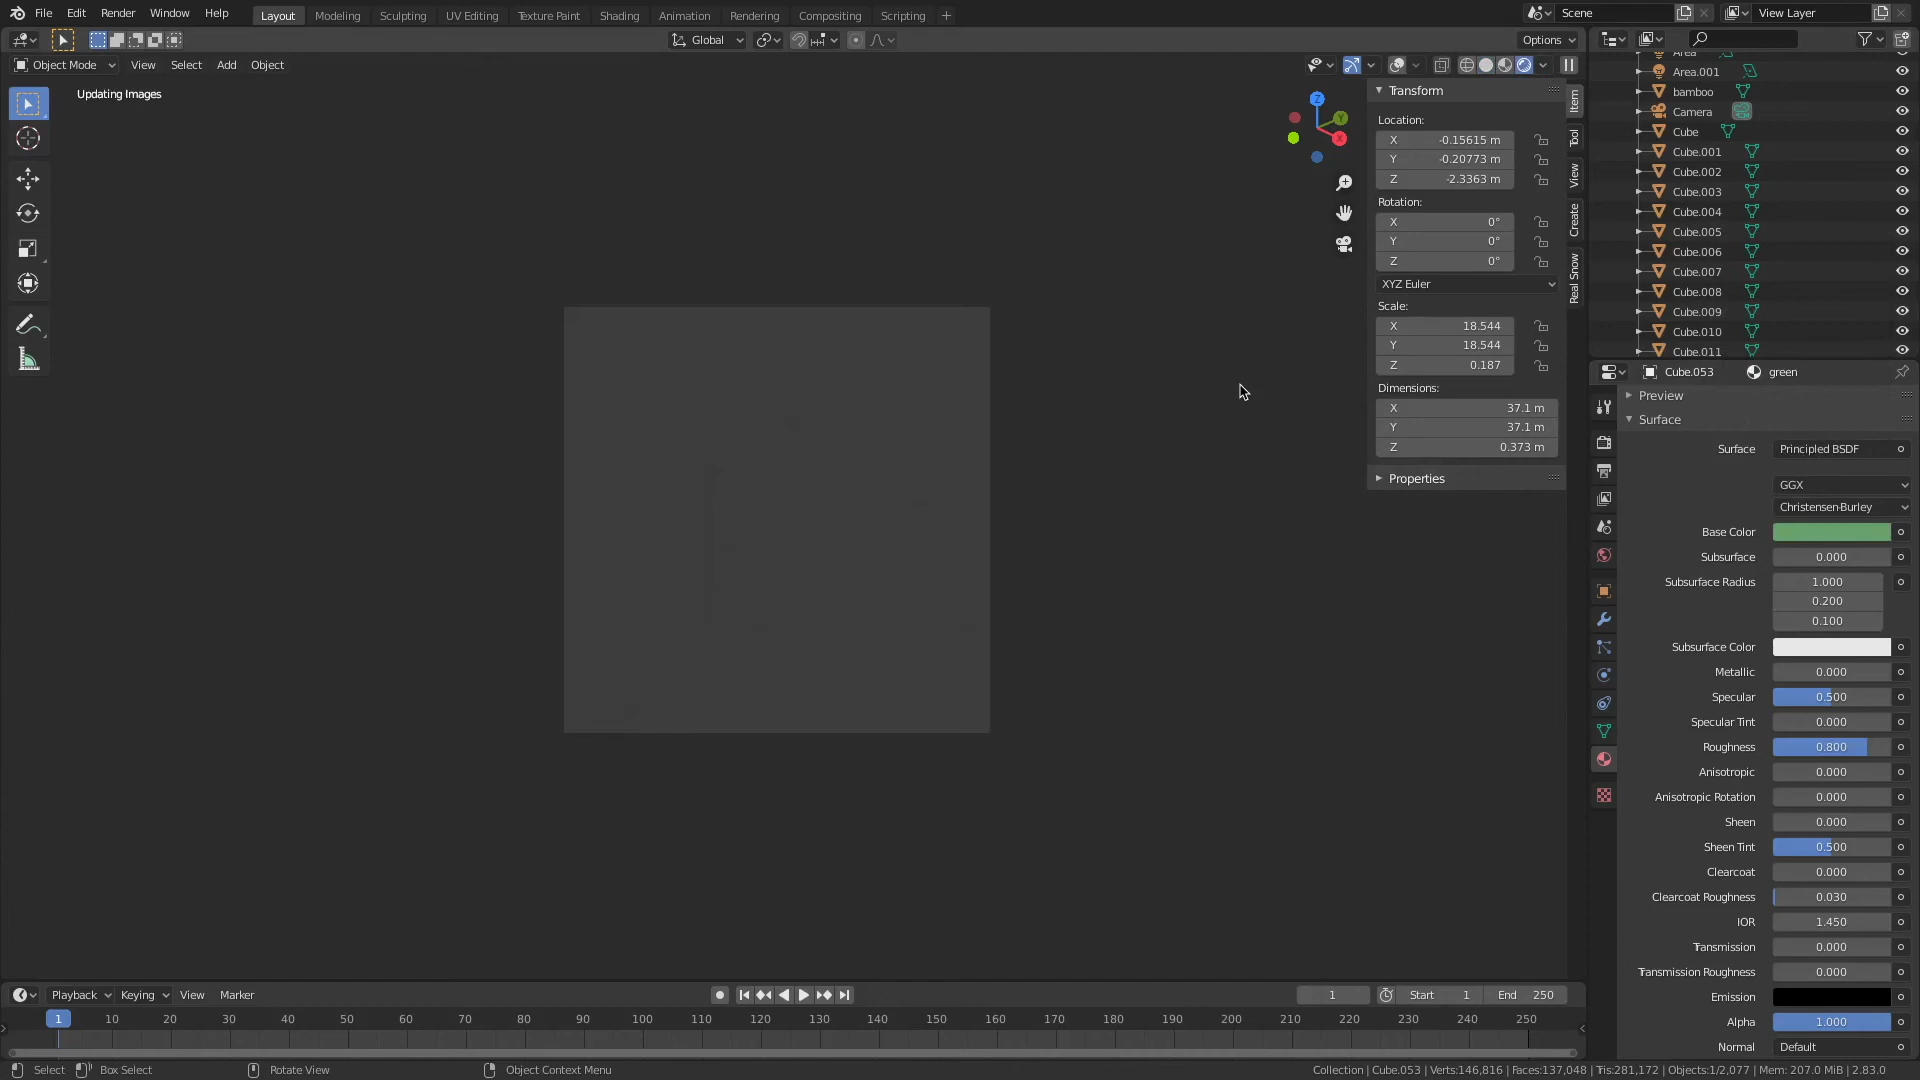 File Edit Render Window Help Layout Modeling Sculpting UV Editing Texture Paint Shading Animation Rendering Compositing Scripting Scene View Layer
Global Options
Object Mode View Select Add Object
Updating Images
Z
Y
X
Transform
Location:
X -0.15615 m
Y -0.20773 m
Z -2.3363 m
Rotation:
X 0°
Y 0°
Z 0°
XYZ Euler
Scale:
X 18.544
Y 18.544
Z 0.187
Dimensions:
X 37.1 m
Y 37.1 m
Z 0.373 m
Properties
Item
Tool
View
Create
Real Snow
Area
Area.001
bamboo
Camera
Cube
Cube.001
Cube.002
Cube.003
Cube.004
Cube.005
Cube.006
Cube.007
Cube.008
Cube.009
Cube.010
Cube.011
Cube.053 green
Preview
Surface
Surface Principled BSDF
GGX
Christensen-Burley
Base Color
Subsurface 0.000
Subsurface Radius 1.000
0.200
0.100
Subsurface Color
Metallic 0.000
Specular 0.500
Specular Tint 0.000
Roughness 0.800
Anisotropic 0.000
Anisotropic Rotation 0.000
Sheen 0.000
Sheen Tint 0.500
Clearcoat 0.000
Clearcoat Roughness 0.030
IOR 1.450
Transmission 0.000
Transmission Roughness 0.000
Emission
Alpha 1.000
Normal Default
Playback Keying View Marker 1 Start 1 End 250
1 10 20 30 40 50 60 70 80 90 100 110 120 130 140 150 160 170 180 190 200 210 220 230 240 250
Select Box Select Rotate View Object Context Menu Collection | Cube.053 | Verts:146,816 | Faces:137,048 | Tris:281,172 | Objects:1/2,077 | Mem: 207.0 MiB | 2.83.0